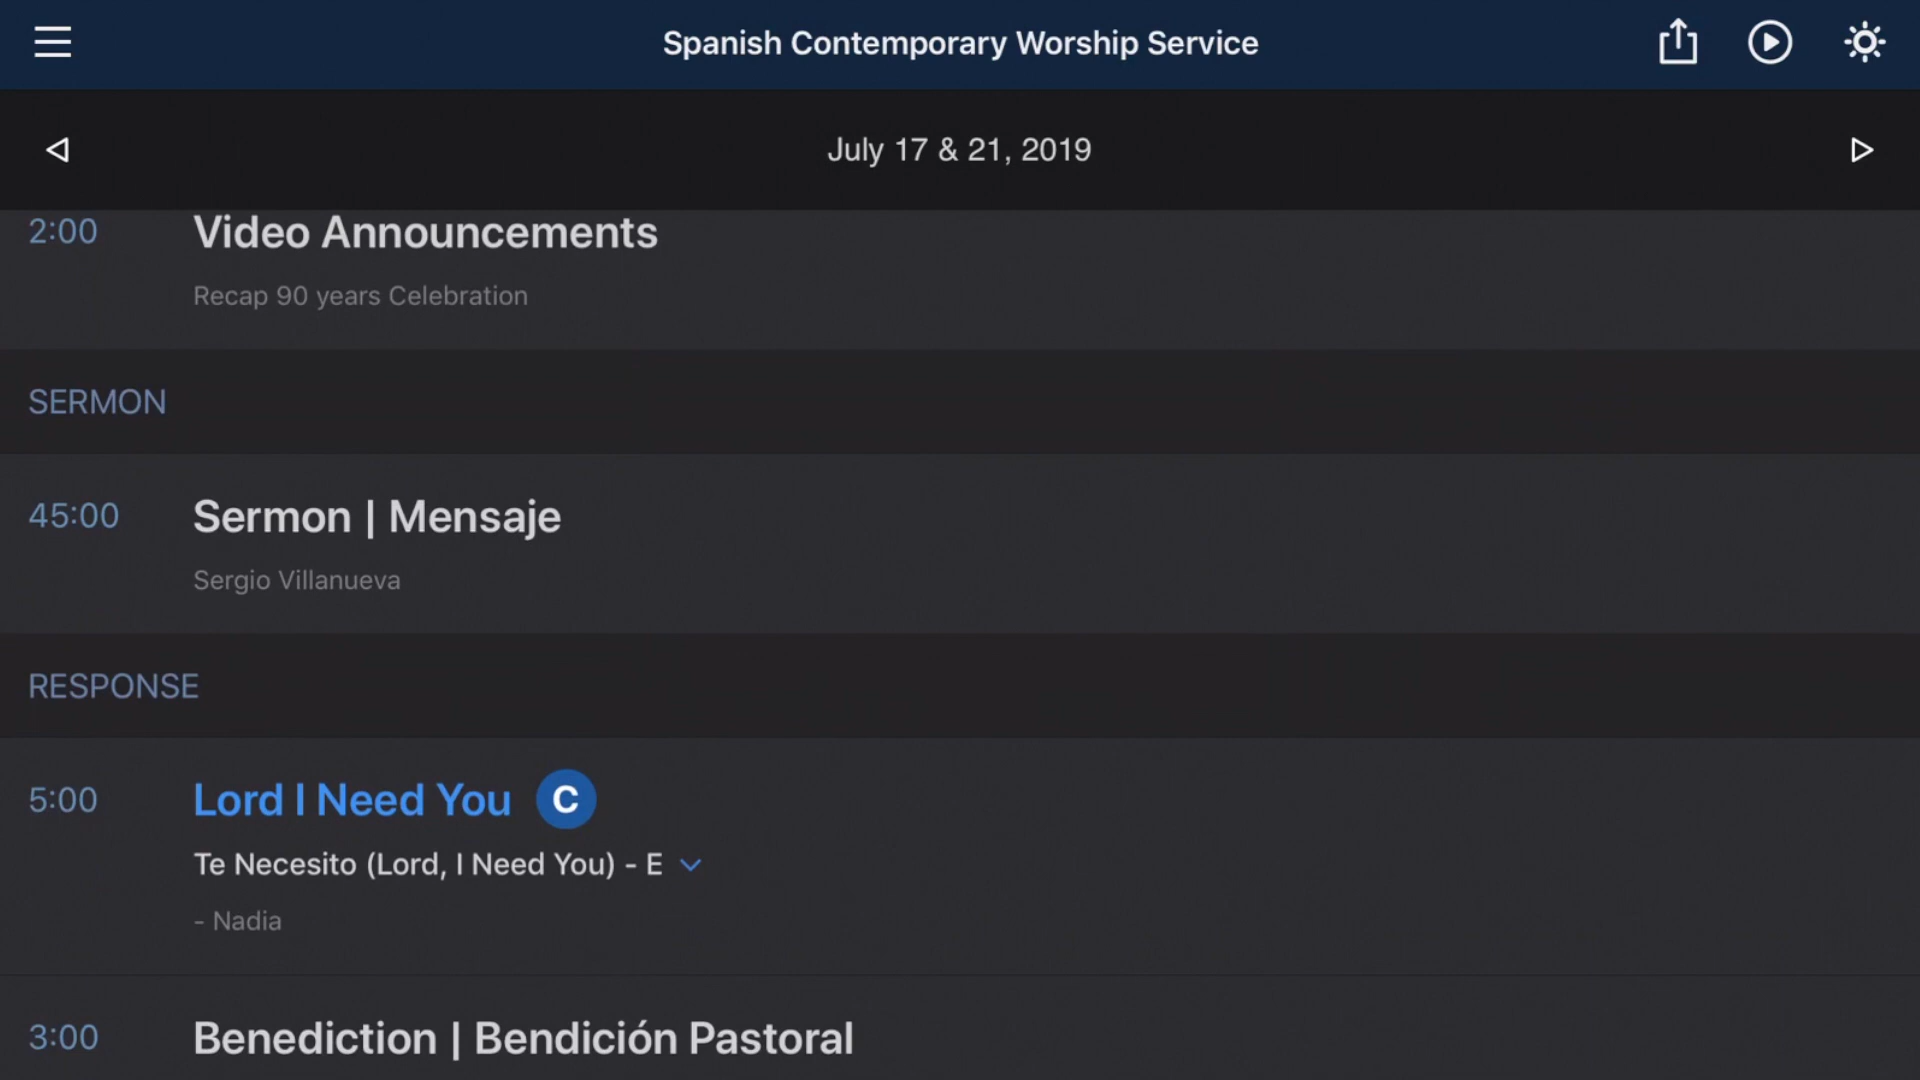 Spanish Contemporary Worship Service
July 17 & 21, 2019
2:00 Video Announcements
Recap 90 years Celebration
SERMON
45:00 Sermon | Mensaje
Sergio Villanueva
RESPONSE
5:00 Lord I Need You C
Te Necesito (Lord, I Need You) - E
- Nadia
3:00 Benediction | Bendición Pastoral